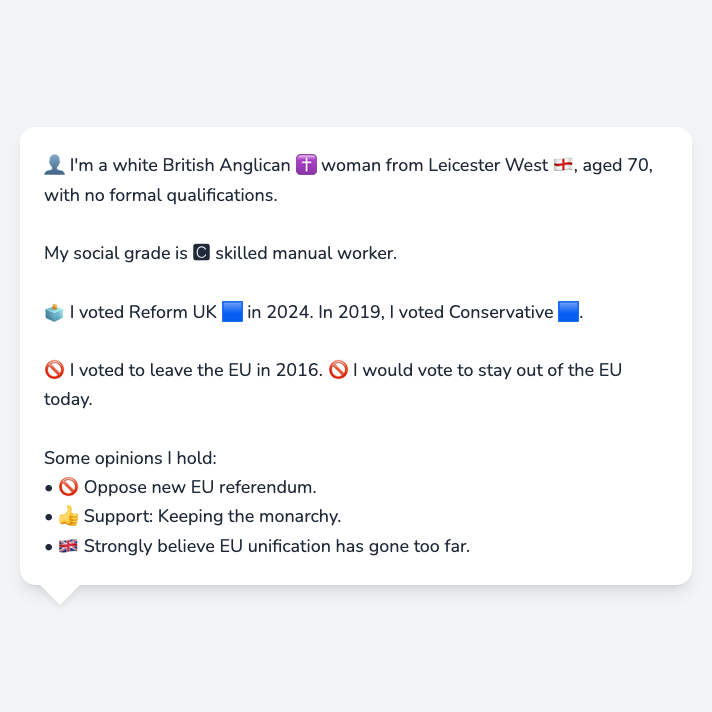 👤 I'm a white British Anglican ✝️ woman from Leicester West 🏴󠁧󠁢󠁥󠁮󠁧󠁿, aged 70,
with no formal qualifications.
My social grade is 🅲 skilled manual worker.
🗳️ I voted Reform UK 🟦 in 2024. In 2019, I voted Conservative 🟦.
🚫 I voted to leave the EU in 2016. 🚫 I would vote to stay out of the EU
today.
Some opinions I hold:
• 🚫 Oppose new EU referendum.
• 👍 Support: Keeping the monarchy.
• 🇬🇧 Strongly believe EU unification has gone too far.